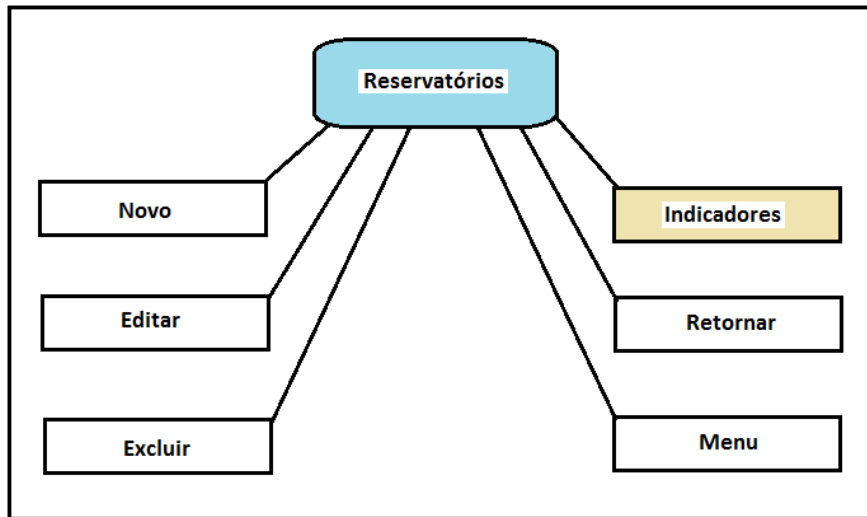 Reservatórios
Novo
Indicadores
Editar
Retornar
Excluir
Menu